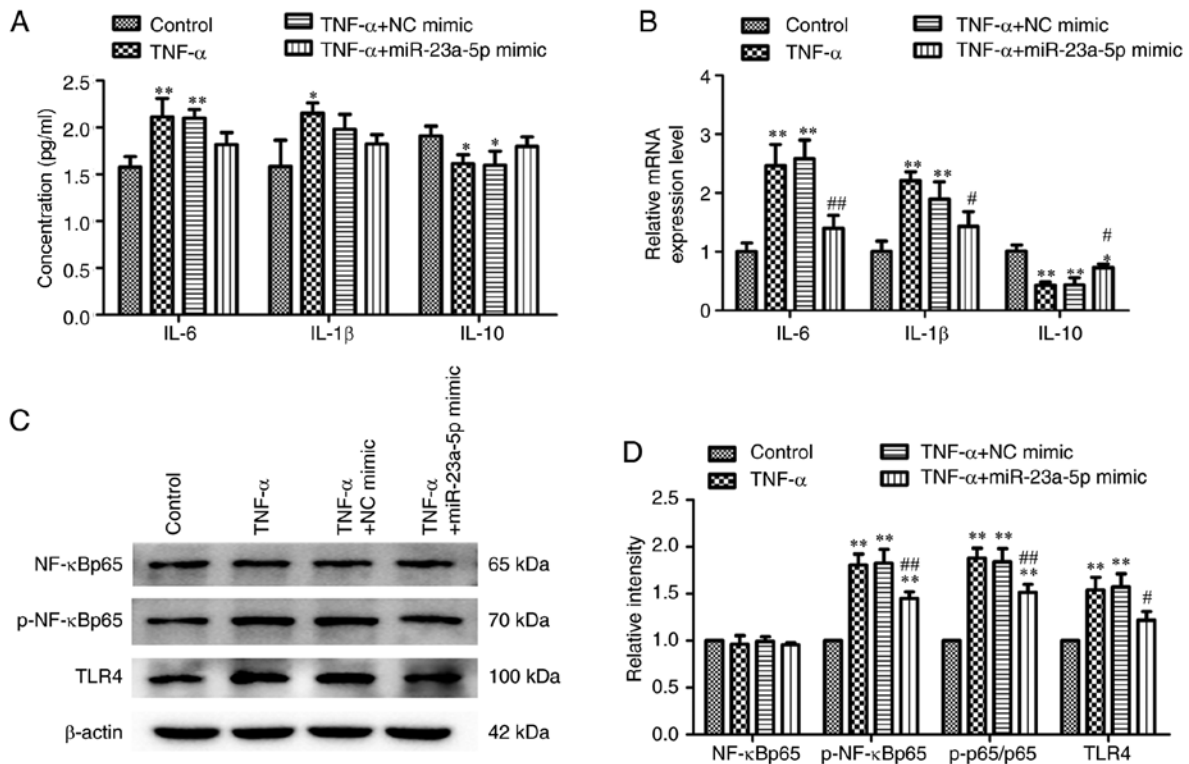 A
Control
TNF-α
TNF-α+NC mimic
TNF-α+miR-23a-5p mimic
Concentration (pg/ml)
2.5
2.0
1.5
1.0
.5
0.0
** ** * * *
IL-6 IL-1β IL-10
B
Control
TNF-α
TNF-α+NC mimic
TNF-α+miR-23a-5p mimic
Relative mRNA
expression level
4
3
2
1
0
** ** ## ** ** # ** ** # *
IL-6 IL-1β IL-10
C
Control
TNF-α
TNF-α
+NC mimic
TNF-α
+miR-23a-5p mimic
NF-κBp65 65 kDa
p-NF-κBp65 70 kDa
TLR4 100 kDa
β-actin 42 kDa
D
Control
TNF-α
TNF-α+NC mimic
TNF-α+miR-23a-5p mimic
Relative intensity
2.5
2.0
1.5
1.0
0.5
0.0
** ** ## ** ** ** ## ** ** ** #
NF-κBp65 p-NF-κBp65 p-p65/p65 TLR4